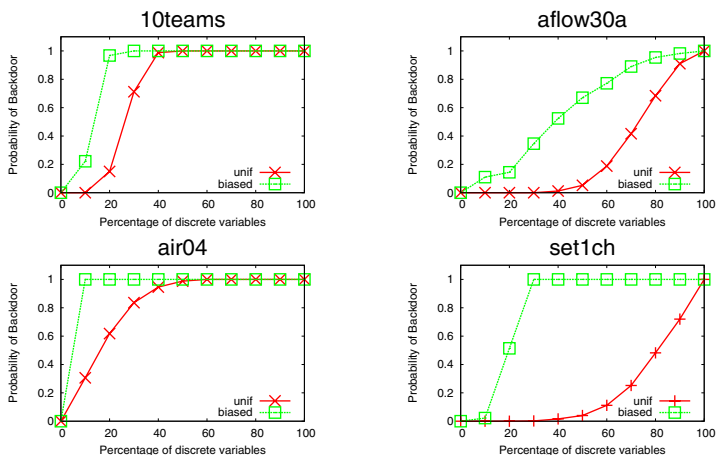 10teams
Probability of Backdoor
1
0.8
0.6
0.4
0.2
0
unif
biased
0 20 40 60 80 100
Percentage of discrete variables
aflow30a
Probability of Backdoor
1
0.8
0.6
0.4
0.2
0
unif
biased
0 20 40 60 80 100
Percentage of discrete variables
air04
Probability of Backdoor
1
0.8
0.6
0.4
0.2
0
unif
biased
0 20 40 60 80 100
Percentage of discrete variables
set1ch
Probability of Backdoor
1
0.8
0.6
0.4
0.2
0
unif
biased
0 20 40 60 80 100
Percentage of discrete variables